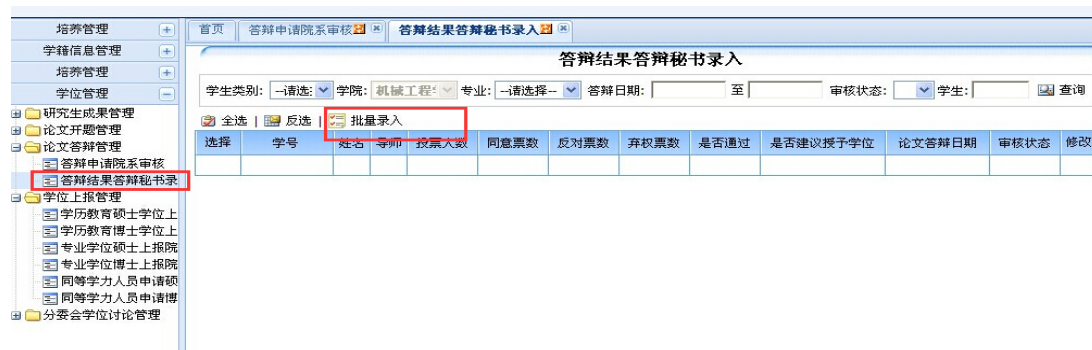 培养管理
学籍信息管理
培养管理
学位管理
研究生成果管理
论文开题管理
论文答辩管理
答辩申请院系审核
答辩结果答辩秘书录
学位上报管理
学历教育硕士学位上
学历教育博士学位上
专业学位硕士上报院
专业学位博士上报院
同等学力人员申请硕
同等学力人员申请博
分委会学位讨论管理
首页 答辩申请院系审核 答辩结果答辩秘书录入
答辩结果答辩秘书录入
学生类别: --请选: 学院: 机械工程 专业: --请选择-- 答辩日期: 至 审核状态: 学生: 查询
全选 | 反选 | 批量录入
选择 学号 姓名 导师 投票人数 同意票数 反对票数 弃权票数 是否通过 是否建议授予学位 论文答辩日期 审核状态 修改